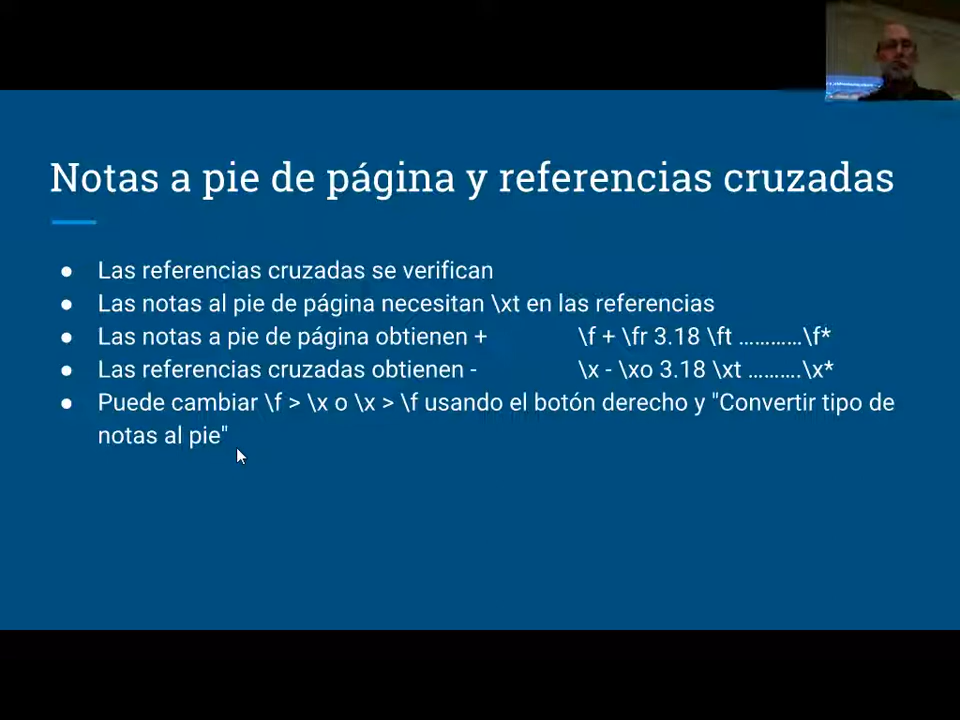 Notas a pie de página y referencias cruzadas
● Las referencias cruzadas se verifican
● Las notas al pie de página necesitan \xt en las referencias
● Las notas a pie de página obtienen + \f + \fr 3.18 \ft …………\f*
● Las referencias cruzadas obtienen - \x - \xo 3.18 \xt ……….\x*
● Puede cambiar \f > \x o \x > \f usando el botón derecho y "Convertir tipo de
notas al pie"